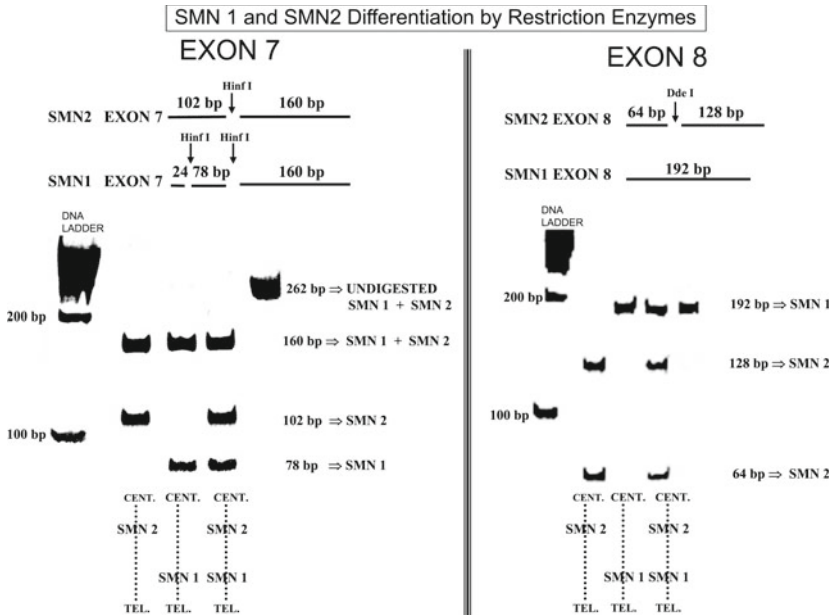 SMN 1 and SMN2 Differentiation by Restriction Enzymes
EXON 7
Hinf I
102 bp 160 bp
SMN2 EXON 7
Hinf I Hinf I
24 78 bp 160 bp
SMN1 EXON 7
DNA
LADDER
262 bp ⇒ UNDIGESTED
SMN 1 + SMN 2
200 bp
160 bp ⇒ SMN 1 + SMN 2
102 bp ⇒ SMN 2
100 bp
78 bp ⇒ SMN 1
CENT. CENT. CENT.
SMN 2 SMN 2
SMN 1 SMN 1
TEL. TEL. TEL.
EXON 8
Dde I
64 bp 128 bp
SMN2 EXON 8
192 bp
SMN1 EXON 8
DNA
LADDER
200 bp
192 bp ⇒ SMN 1
128 bp ⇒ SMN 2
100 bp
64 bp ⇒ SMN 2
CENT. CENT. CENT.
SMN 2 SMN 2
SMN 1 SMN 1
TEL. TEL. TEL.